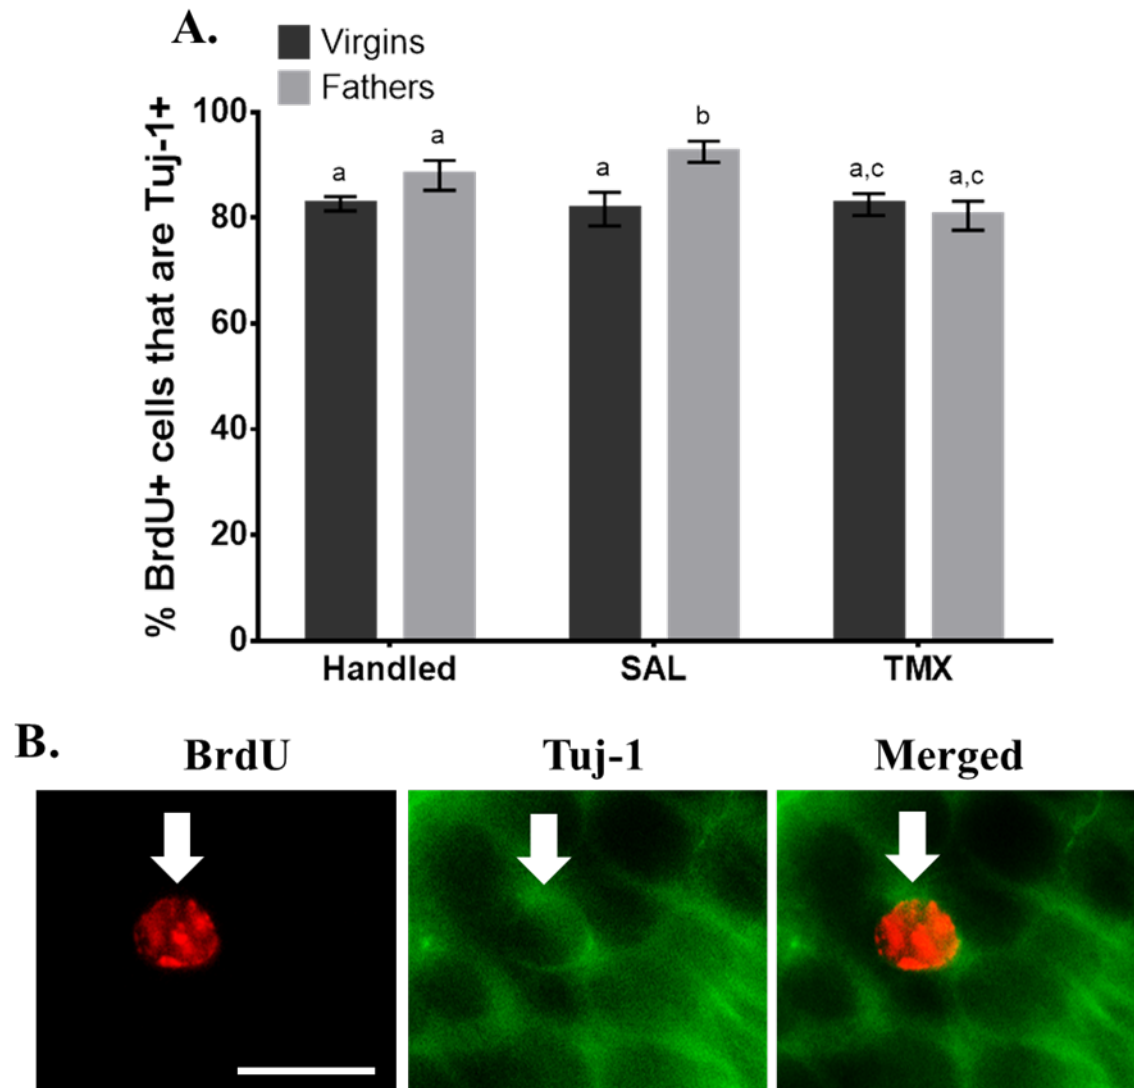 A.
Virgins
Fathers
% BrdU+ cells that are Tuj-1+
100
80
60
40
20
0
a
a
a
b
a,c
a,c
Handled
SAL
TMX
B.
BrdU
Tuj-1
Merged